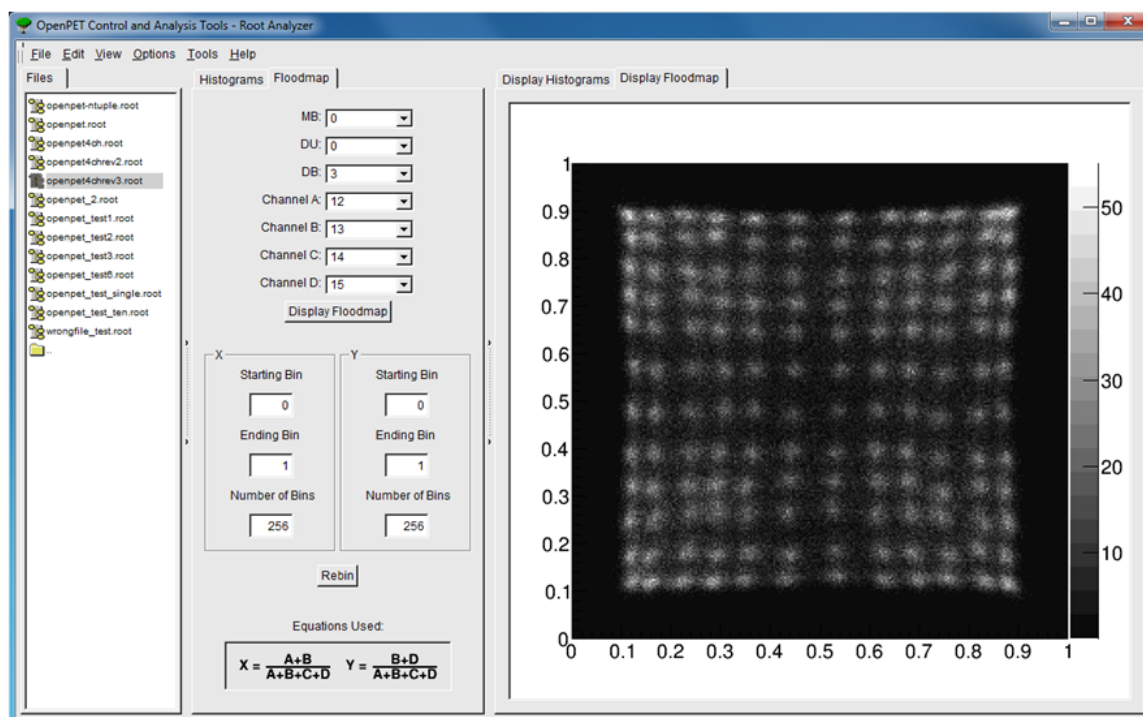 OpenPET Control and Analysis Tools - Root Analyzer
File Edit View Options Tools Help
Files
openpet-ntuple.root
openpet.root
openpet4ch.root
openpet4chrev2.root
openpet4chrev3.root
openpet_2.root
openpet_test1.root
openpet_test2.root
openpet_test3.root
openpet_test6.root
openpet_test_single.root
openpet_test_ten.root
wrongfile_test.root
..
Histograms Floodmap
MB: 0
DU: 0
DB: 3
Channel A: 12
Channel B: 13
Channel C: 14
Channel D: 15
Display Floodmap
X Y
Starting Bin Starting Bin
0 0
Ending Bin Ending Bin
1 1
Number of Bins Number of Bins
256 256
Rebin
Equations Used:
X = A+B / A+B+C+D Y = B+D / A+B+C+D
Display Histograms Display Floodmap
1
0.9
0.8
0.7
0.6
0.5
0.4
0.3
0.2
0.1
0
0 0.1 0.2 0.3 0.4 0.5 0.6 0.7 0.8 0.9 1
50
40
30
20
10